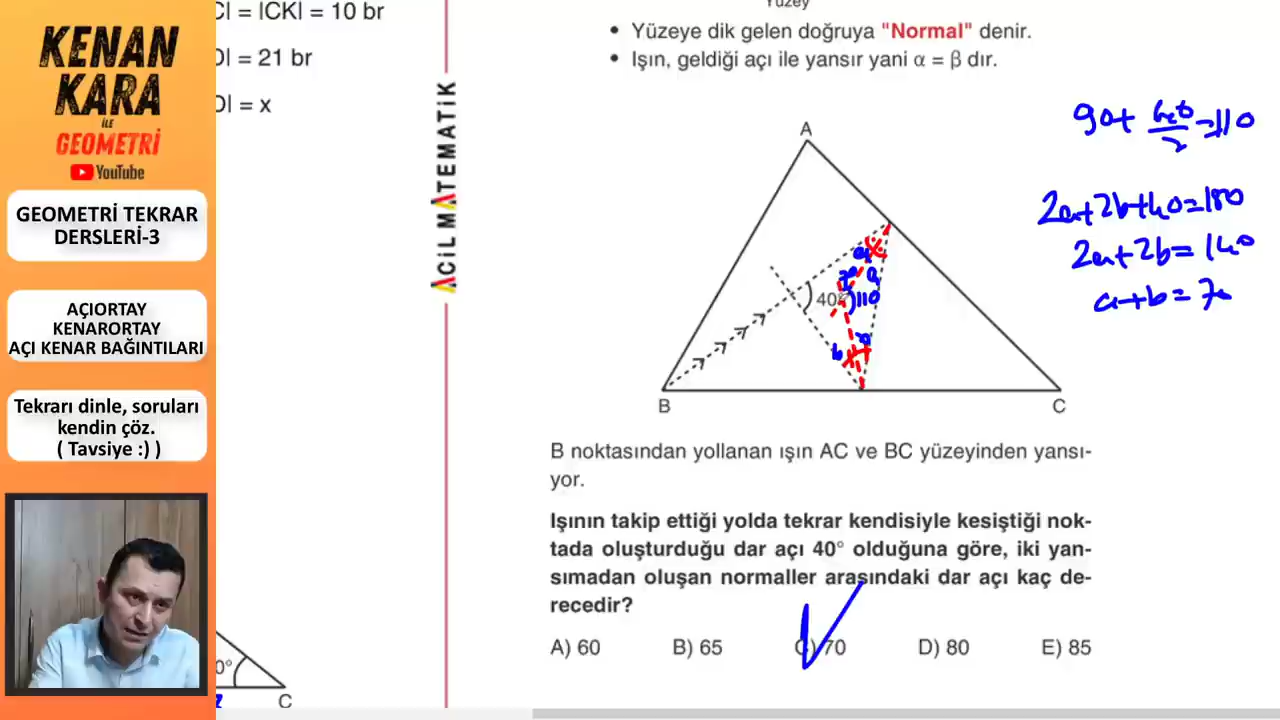 KENAN
KARA
İLE
GEOMETRİ
YouTube
GEOMETRİ TEKRAR
DERSLERİ-3
AÇIORTAY
KENARORTAY
AÇI KENAR BAĞINTILARI
Tekrarı dinle, soruları
kendin çöz.
( Tavsiye :) )
C| = |CK| = 10 br
D| = 21 br
D| = x
0°
C
ACİL MATEMATİK
Yüzey
• Yüzeye dik gelen doğruya "Normal" denir.
• Işın, geldiği açı ile yansır yani α = β dır.
A
a
a
70
40°
110
b
b
B
C
90+ 40/2 = 110
2a+2b+40=180
2a+2b=140
a+b=70
B noktasından yollanan ışın AC ve BC yüzeyinden yansı-
yor.
Işının takip ettiği yolda tekrar kendisiyle kesiştiği nok-
tada oluşturduğu dar açı 40° olduğuna göre, iki yan-
sımadan oluşan normaller arasındaki dar açı kaç de-
recedir?
A) 60 B) 65 C) 70 D) 80 E) 85